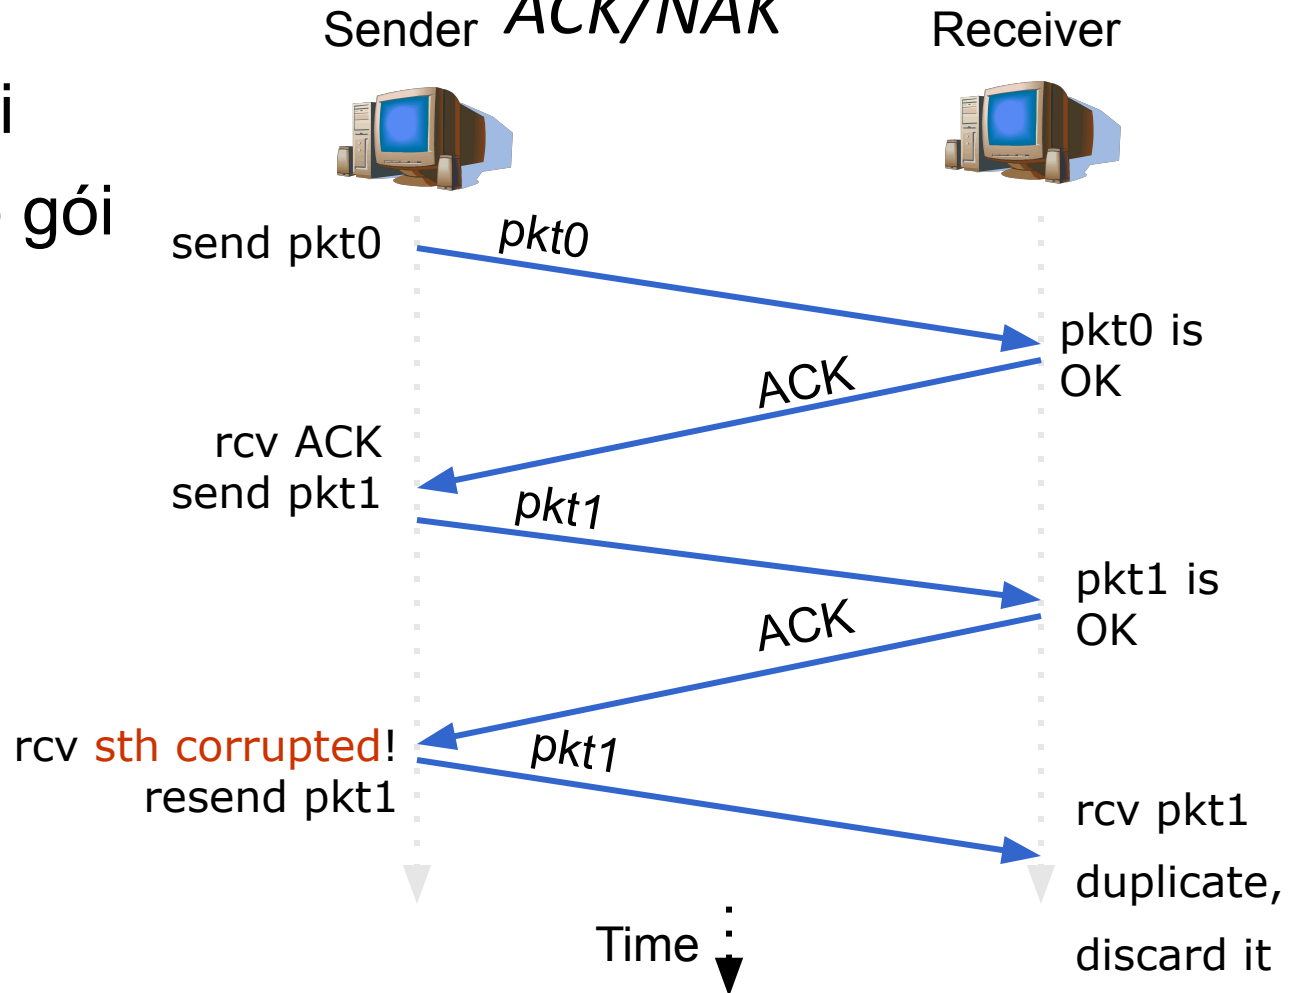 ACK/NAK
Sender
Receiver
i
gói
send pkt0
pkt0
pkt0 is
OK
ACK
rcv ACK
send pkt1
pkt1
pkt1 is
OK
ACK
rcv sth corrupted!
resend pkt1
pkt1
rcv pkt1
duplicate,
discard it
Time